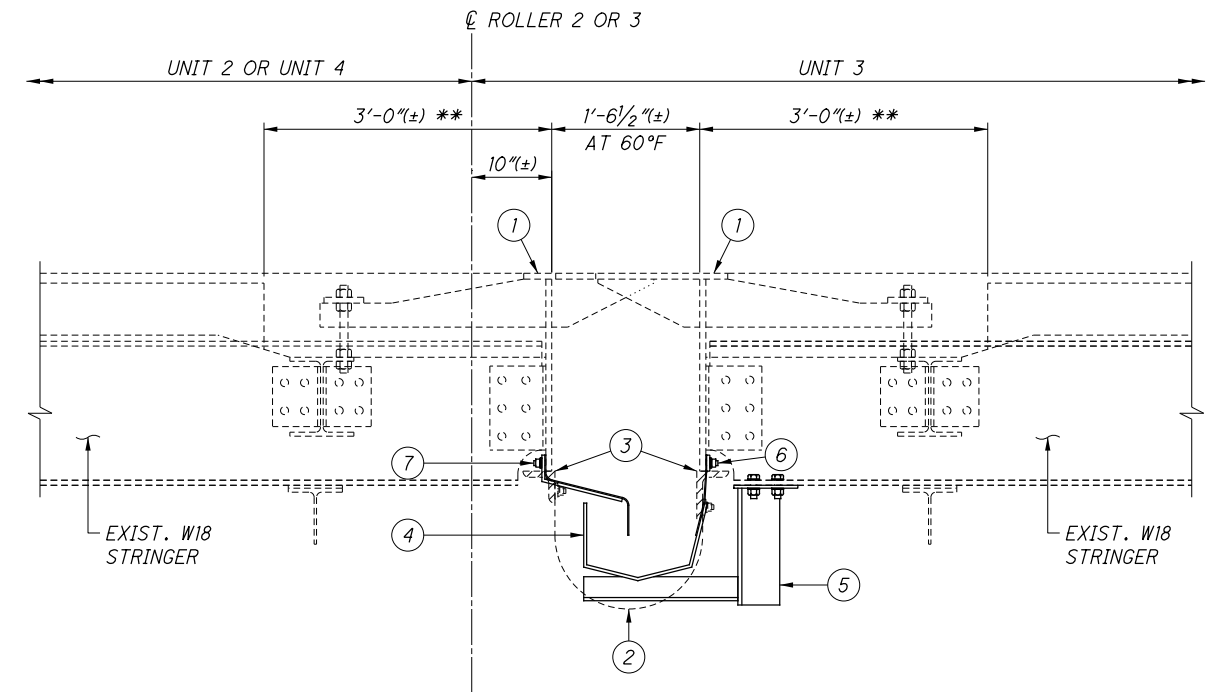 ℄ ROLLER 2 OR 3
UNIT 2 OR UNIT 4
UNIT 3
3'-0"(±) **
1'-6½"(±)
AT 60°F
3'-0"(±) **
10"(±)
1
1
3
7
6
4
5
2
EXIST. W18
STRINGER
EXIST. W18
STRINGER